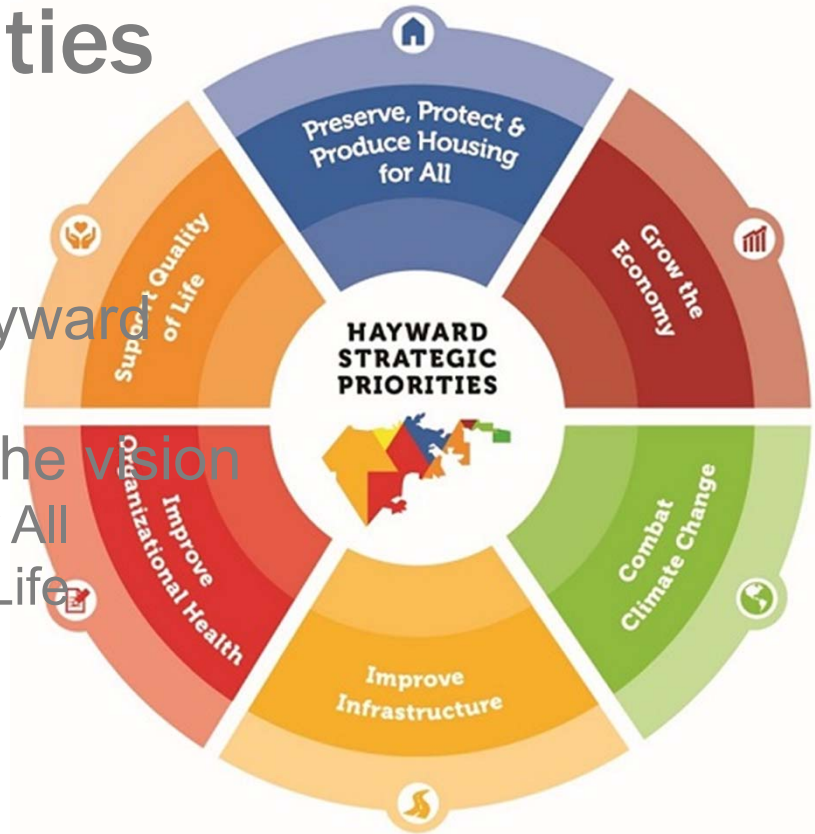 ties
Preserve, Protect &
Produce Housing
for All
Grow the
Economy
Support Quality
of Life
yward
HAYWARD
STRATEGIC
PRIORITIES
he vision
All
Life
Improve
Organizational Health
Combat
Climate Change
Improve
Infrastructure